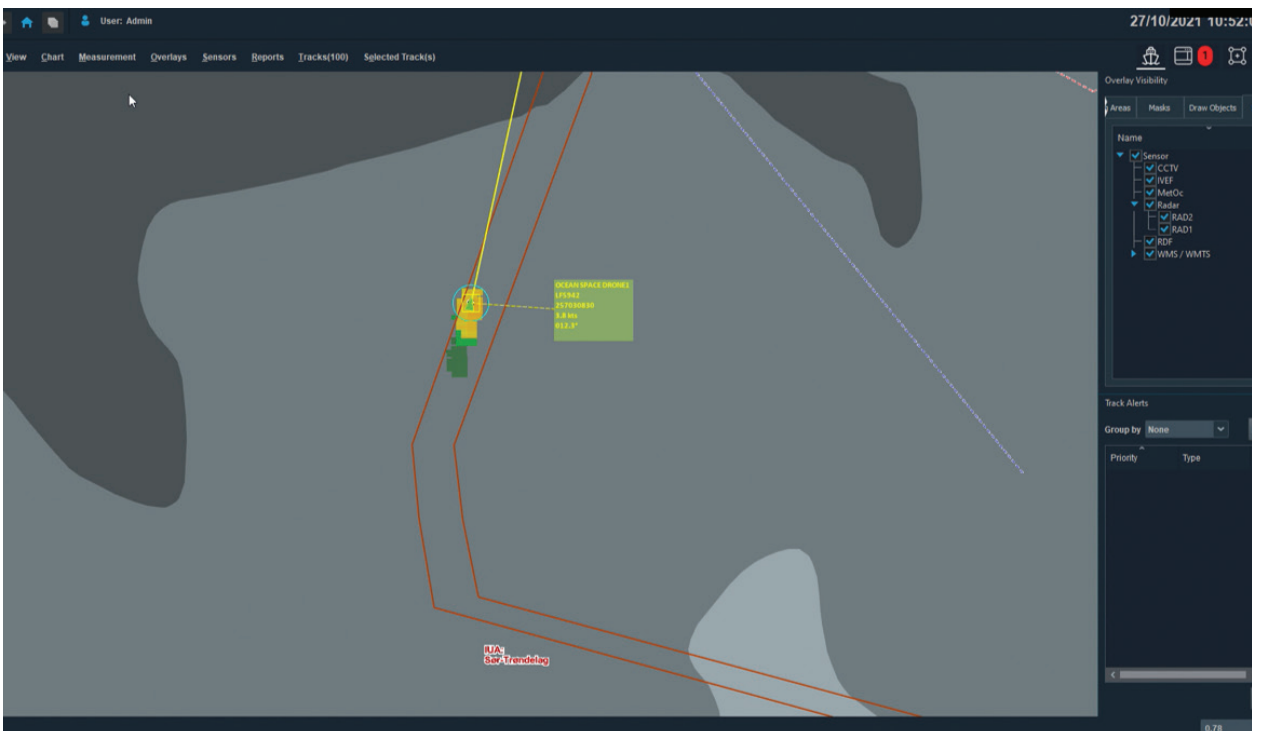 User: Admin
27/10/2021 10:52:
View Chart Measurement Overlays Sensors Reports Tracks(100) Selected Track(s)
1
Overlay Visibility
Areas Masks Draw Objects
Name
Sensor
CCTV
IVEF
MetOc
Radar
RAD2
RAD1
RDF
WMS / WMTS
OCEAN SPACE DRONE1
LF5942
257030830
3.8 kts
012.3°
Track Alerts
Group by None
Priority Type
IUA:
Sør-Trøndelag
0.78